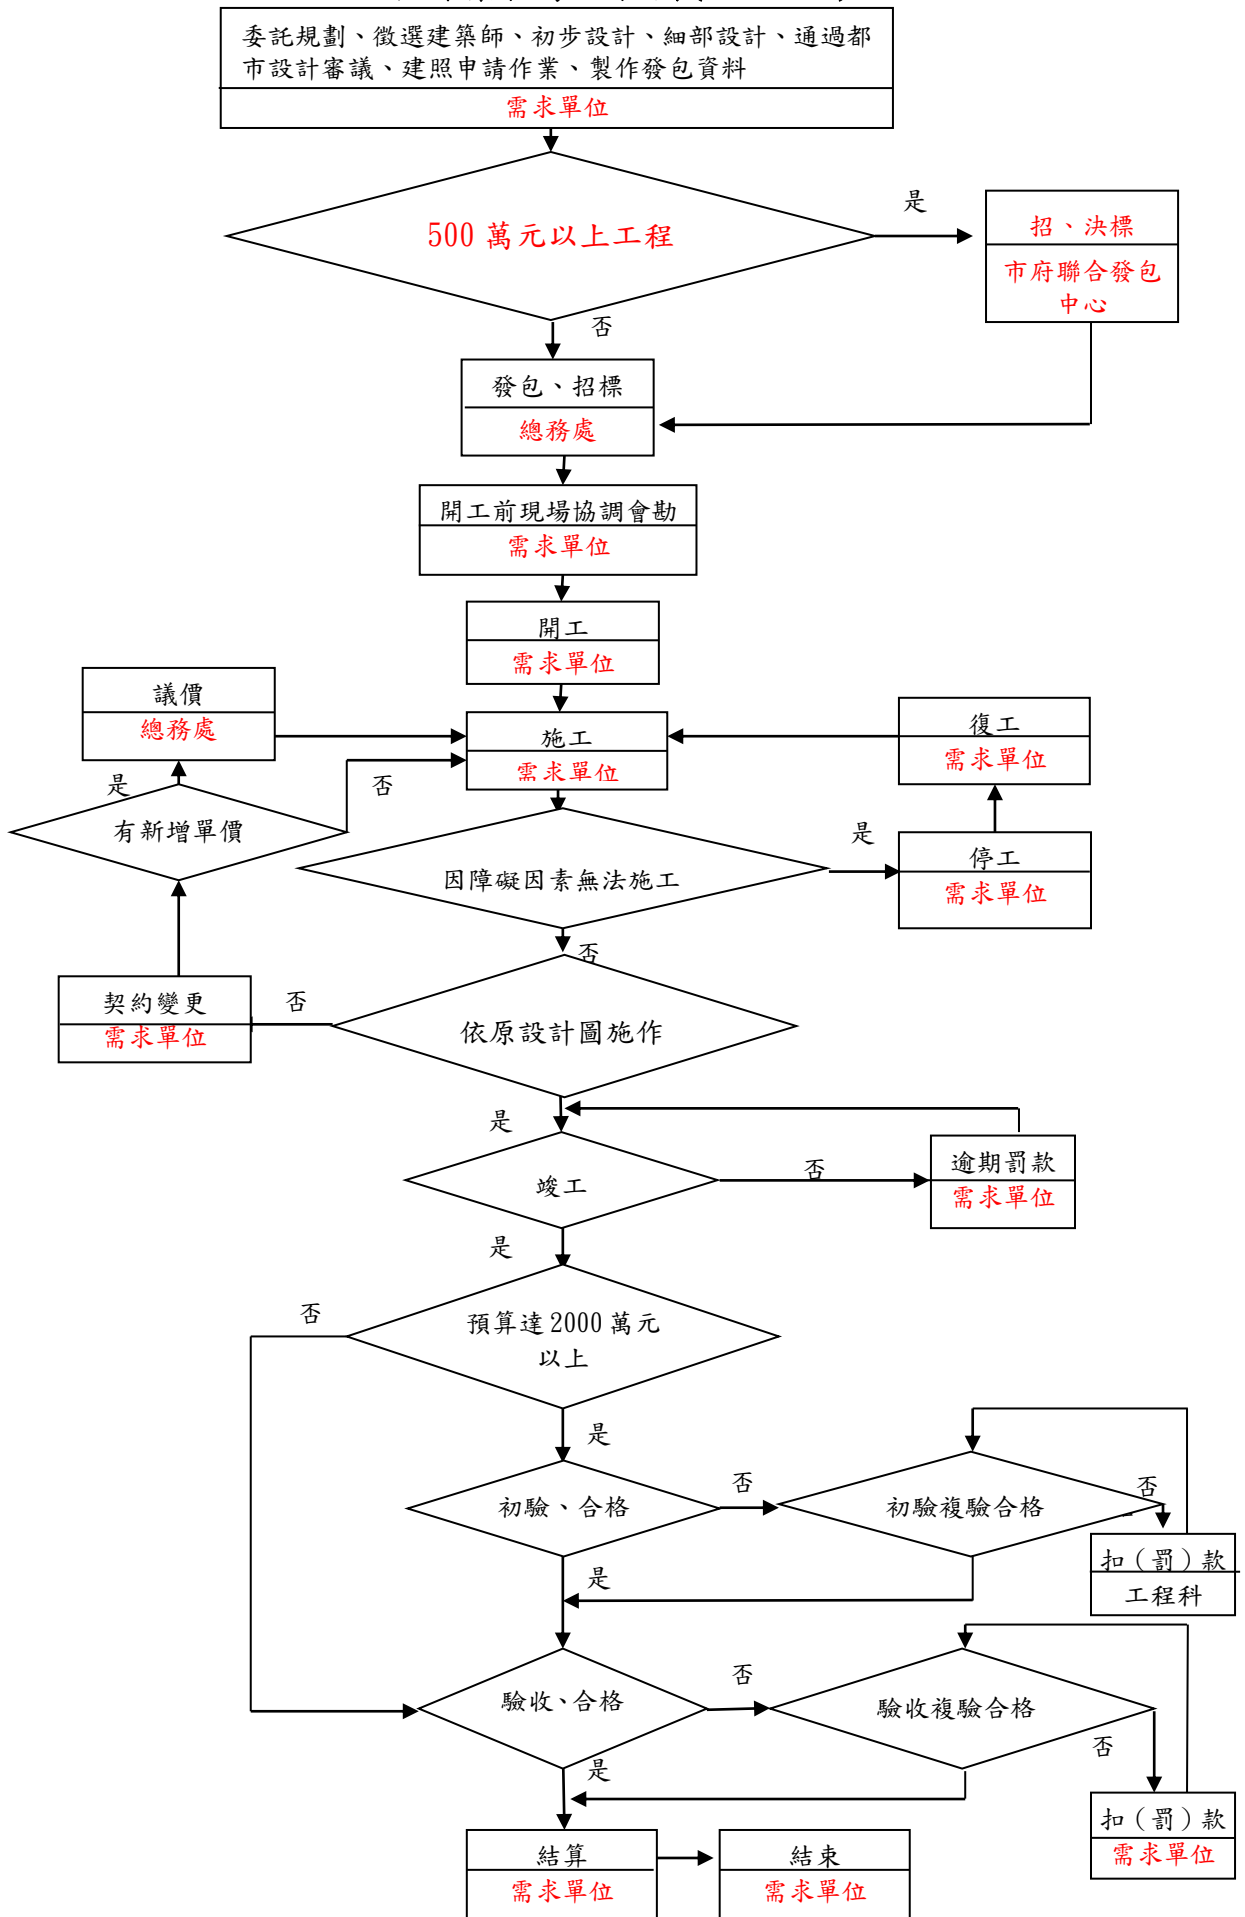 委託規劃、徵選建築師、初步設計、細部設計、通過都
市設計審議、建照申請作業、製作發包資料
需求單位
500 萬元以上工程
是
招、決標
市府聯合發包
中心
否
發包、招標
總務處
開工前現場協調會勘
需求單位
開工
需求單位
議價
總務處
施工
需求單位
復工
需求單位
是
否
有新增單價
因障礙因素無法施工
是
停工
需求單位
否
契約變更
需求單位
否
依原設計圖施作
是
竣工
否
逾期罰款
需求單位
是
否
預算達 2000 萬元
以上
是
初驗、合格
否
初驗複驗合格
否
扣（罰）款
工程科
是
驗收、合格
否
驗收複驗合格
否
扣（罰）款
需求單位
是
結算
需求單位
結束
需求單位